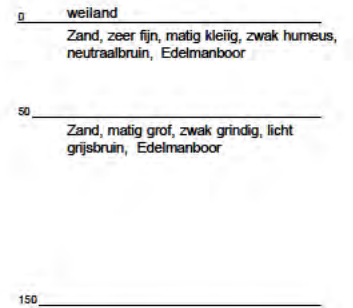 0 weiland
Zand, zeer fijn, matig kleiïg, zwak humeus,
neutraalbruin, Edelmanboor
50
Zand, matig grof, zwak grindig, licht
grijsbruin, Edelmanboor
150